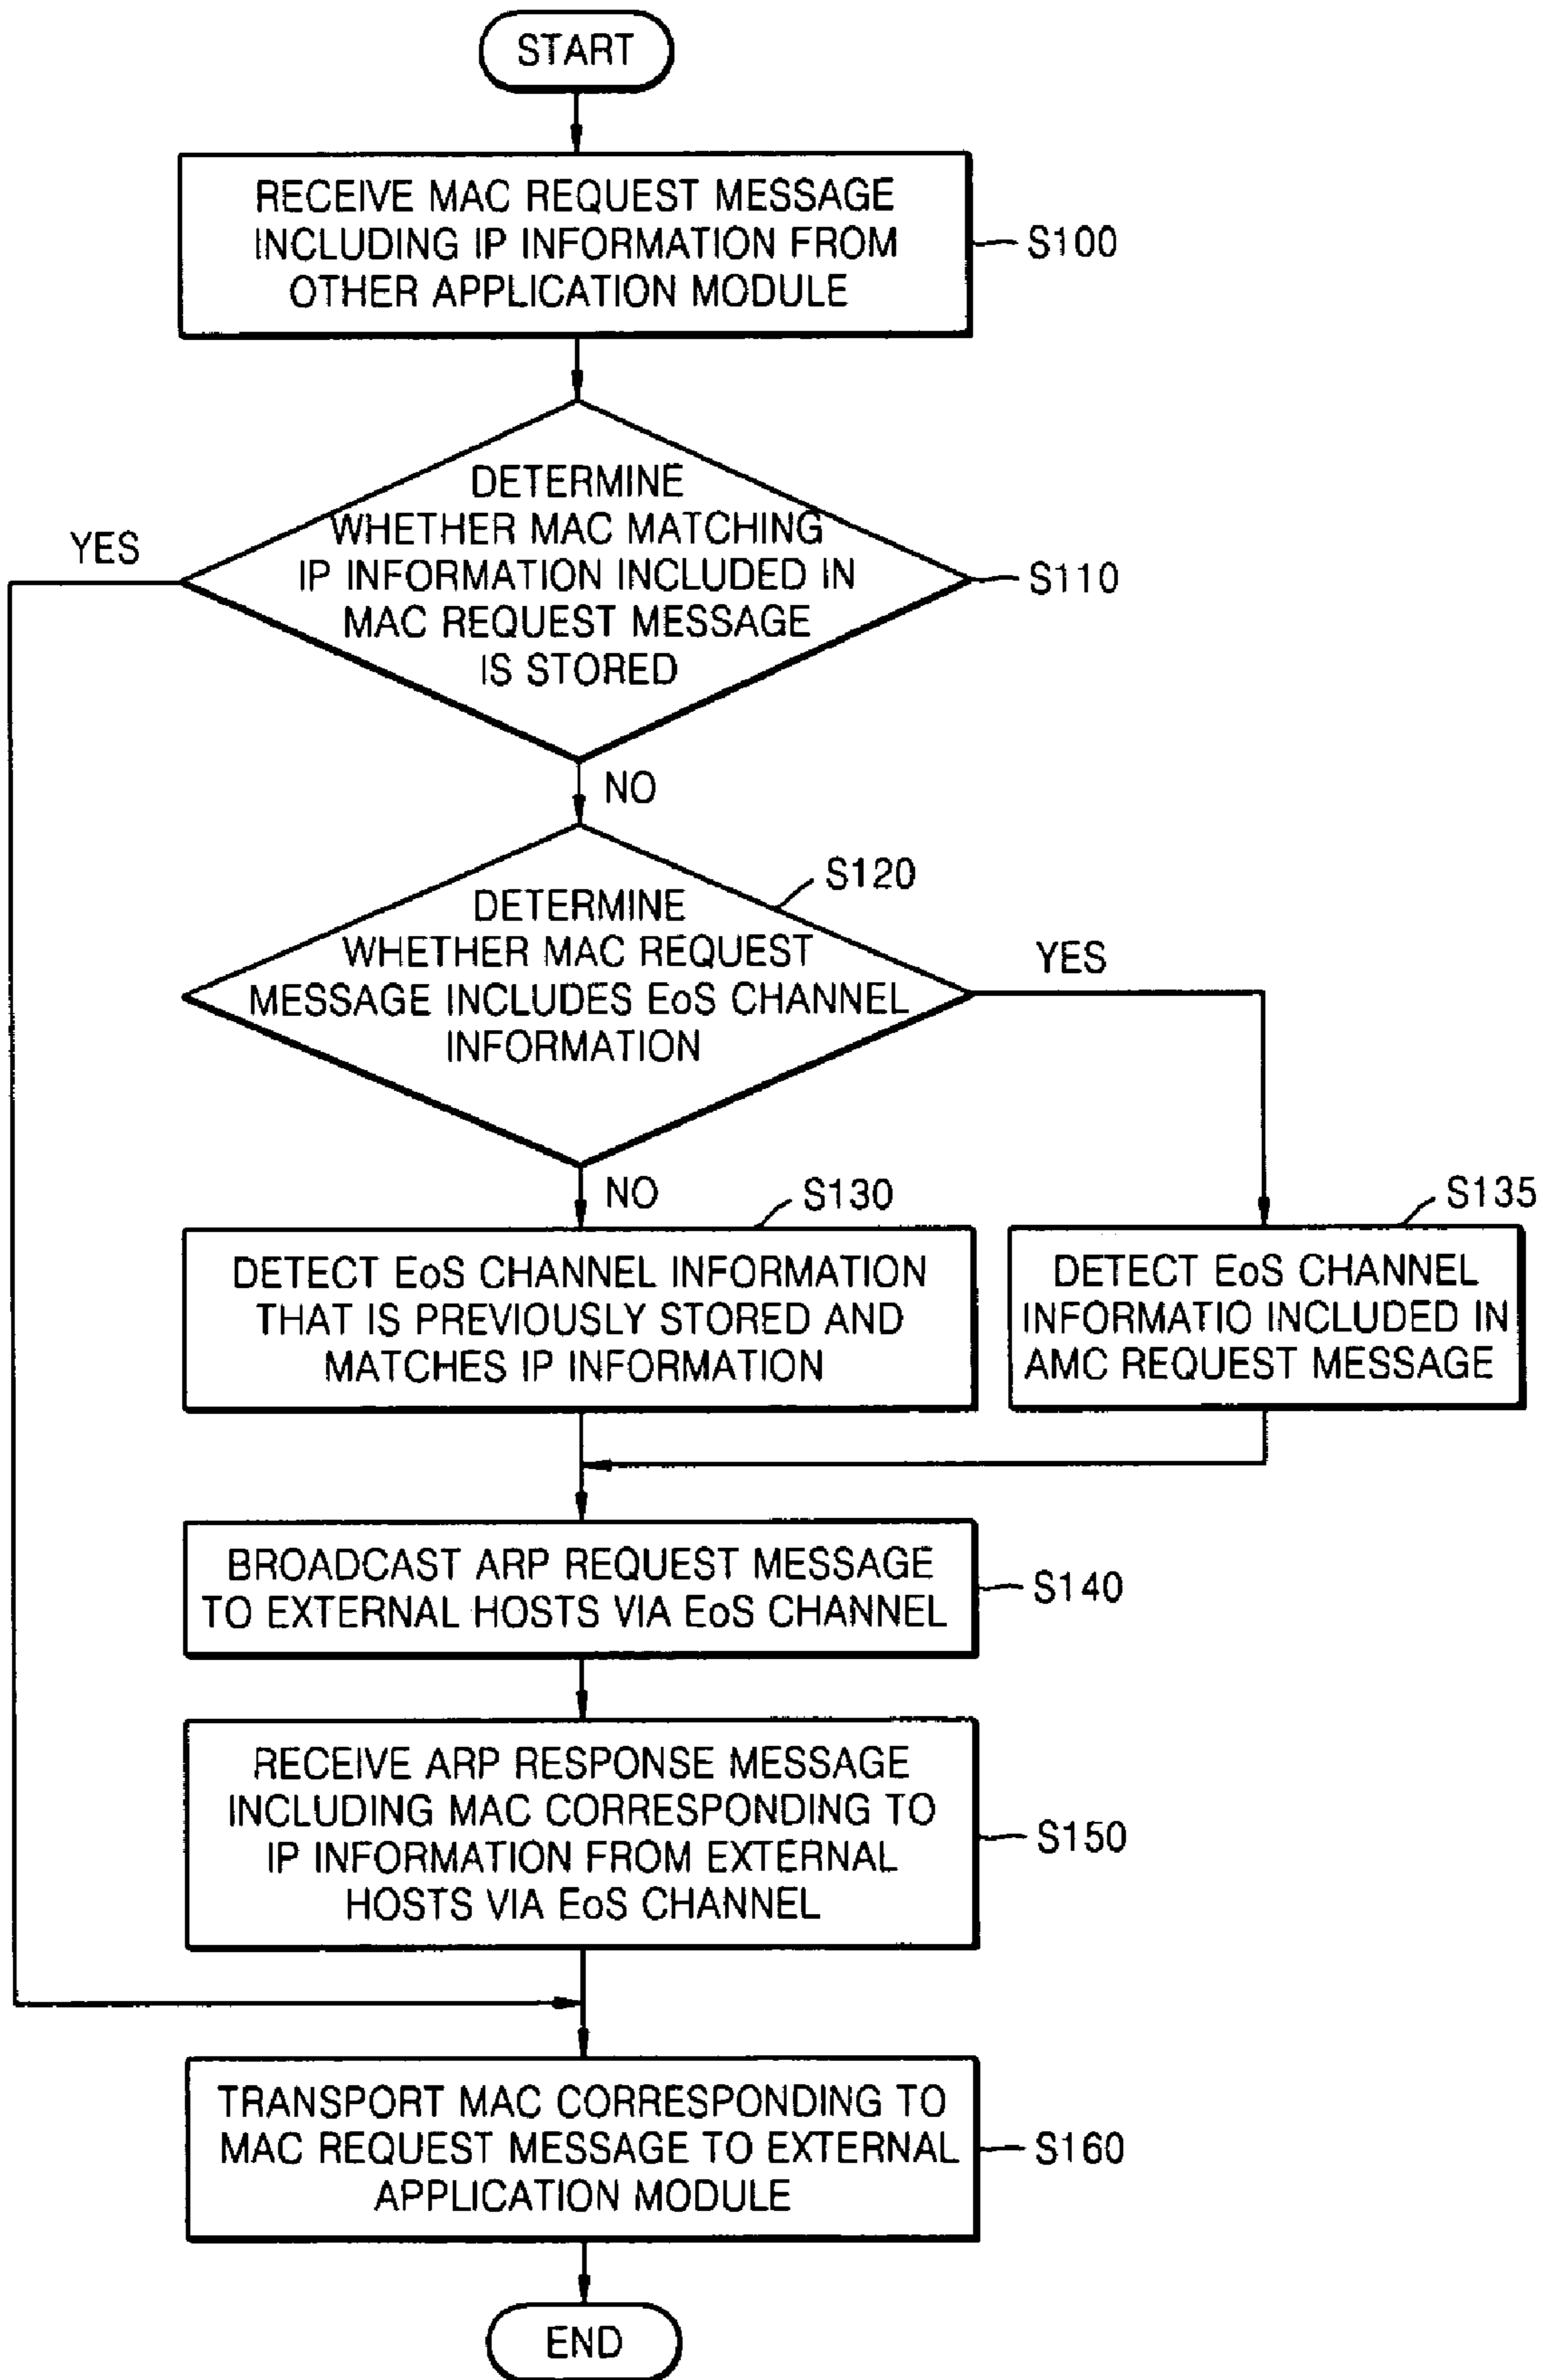 START
RECEIVE MAC REQUEST MESSAGE
INCLUDING IP INFORMATION FROM
OTHER APPLICATION MODULE
S100
DETERMINE
WHETHER MAC MATCHING
IP INFORMATION INCLUDED IN
MAC REQUEST MESSAGE
IS STORED
YES
S110
NO
S120
DETERMINE
WHETHER MAC REQUEST
MESSAGE INCLUDES EoS CHANNEL
INFORMATION
YES
NO
S130
S135
DETECT EoS CHANNEL INFORMATION
THAT IS PREVIOUSLY STORED AND
MATCHES IP INFORMATION
DETECT EoS CHANNEL
INFORMATIO INCLUDED IN
AMC REQUEST MESSAGE
BROADCAST ARP REQUEST MESSAGE
TO EXTERNAL HOSTS VIA EoS CHANNEL
S140
RECEIVE ARP RESPONSE MESSAGE
INCLUDING MAC CORRESPONDING TO
IP INFORMATION FROM EXTERNAL
HOSTS VIA EoS CHANNEL
S150
TRANSPORT MAC CORRESPONDING TO
MAC REQUEST MESSAGE TO EXTERNAL
APPLICATION MODULE
S160
END